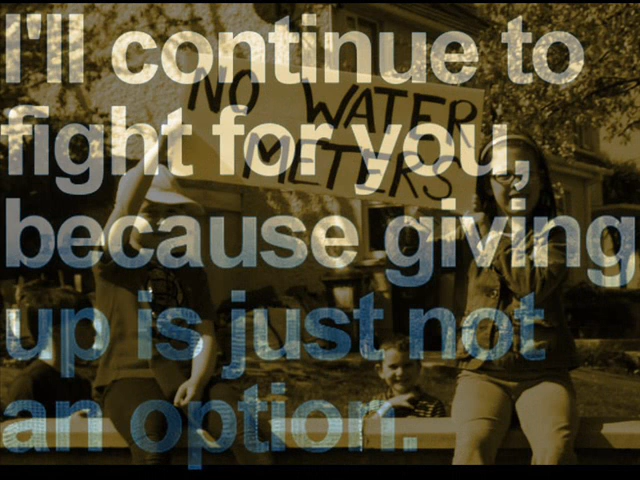 I'll continue to
fight for you,
because giving
up is just not
an option.
NO WATER
METERS